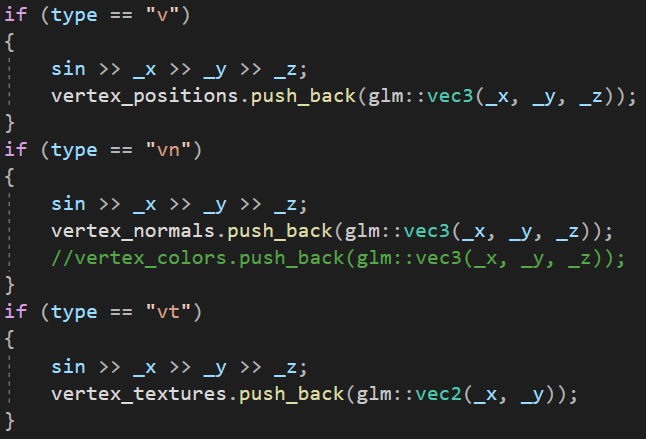 if (type == "v")
{
    sin >> _x >> _y >> _z;
    vertex_positions.push_back(glm::vec3(_x, _y, _z));
}
if (type == "vn")
{
    sin >> _x >> _y >> _z;
    vertex_normals.push_back(glm::vec3(_x, _y, _z));
    //vertex_colors.push_back(glm::vec3(_x, _y, _z));
}
if (type == "vt")
{
    sin >> _x >> _y >> _z;
    vertex_textures.push_back(glm::vec2(_x, _y));
}